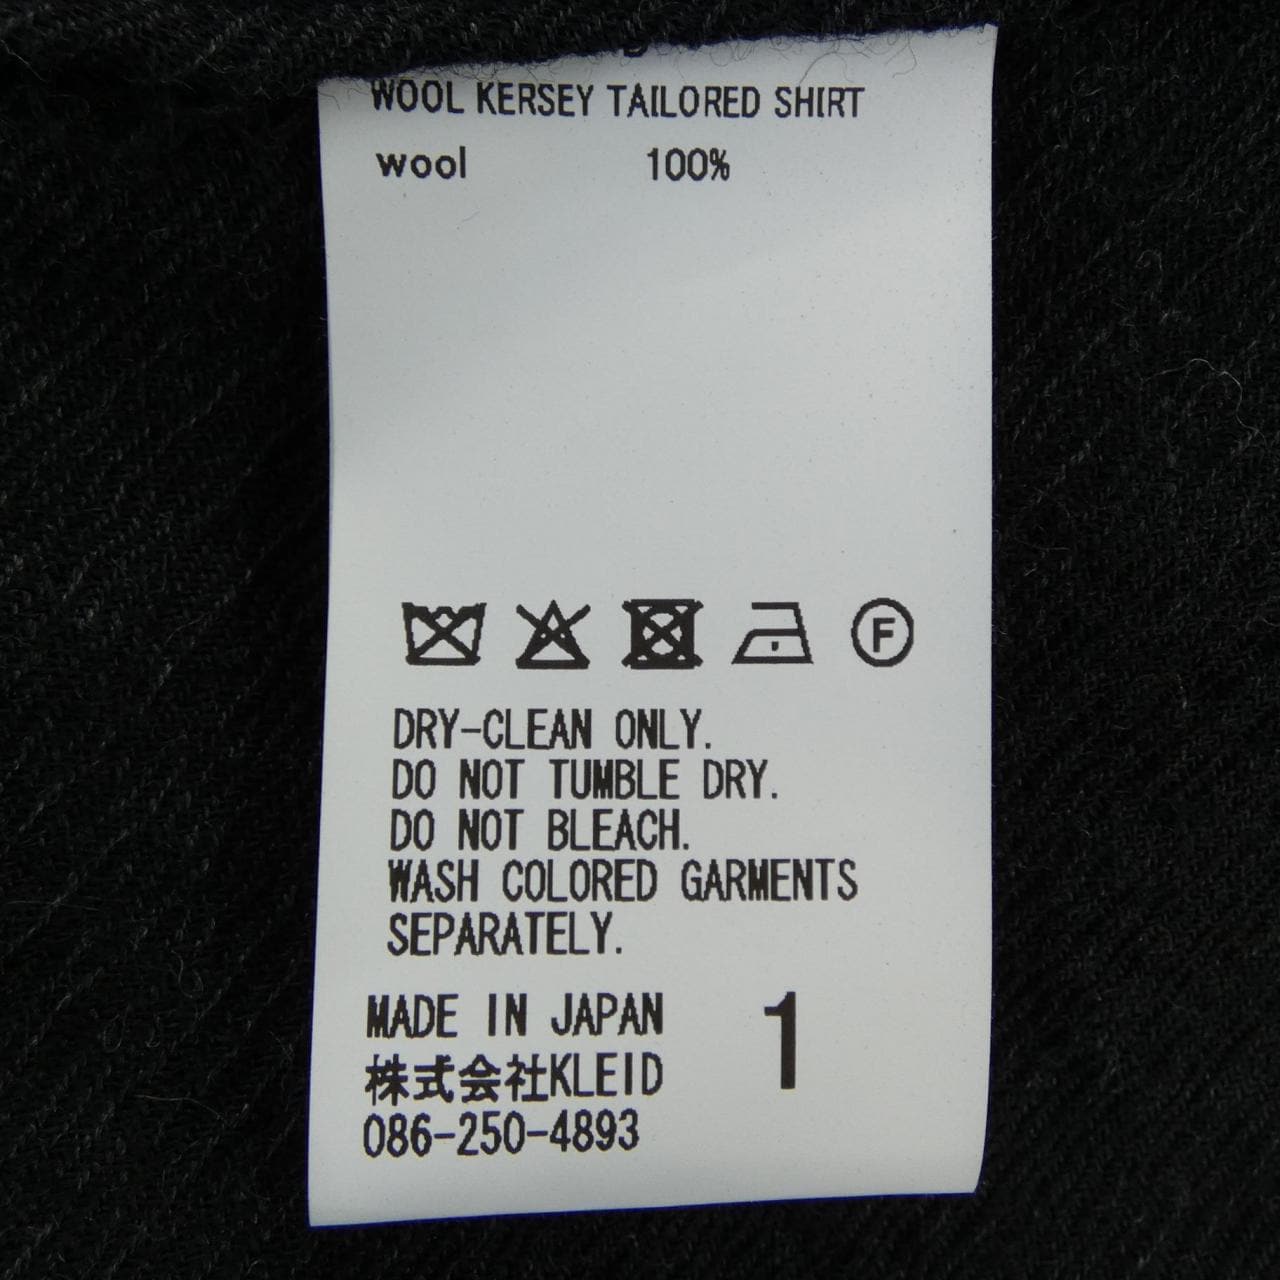 WOOL KERSEY TAILORED SHIRT
wool 100%
F
DRY-CLEAN ONLY.
DO NOT TUMBLE DRY.
DO NOT BLEACH.
WASH COLORED GARMENTS
SEPARATELY.
MADE IN JAPAN 1
株式会社KLEID
086-250-4893